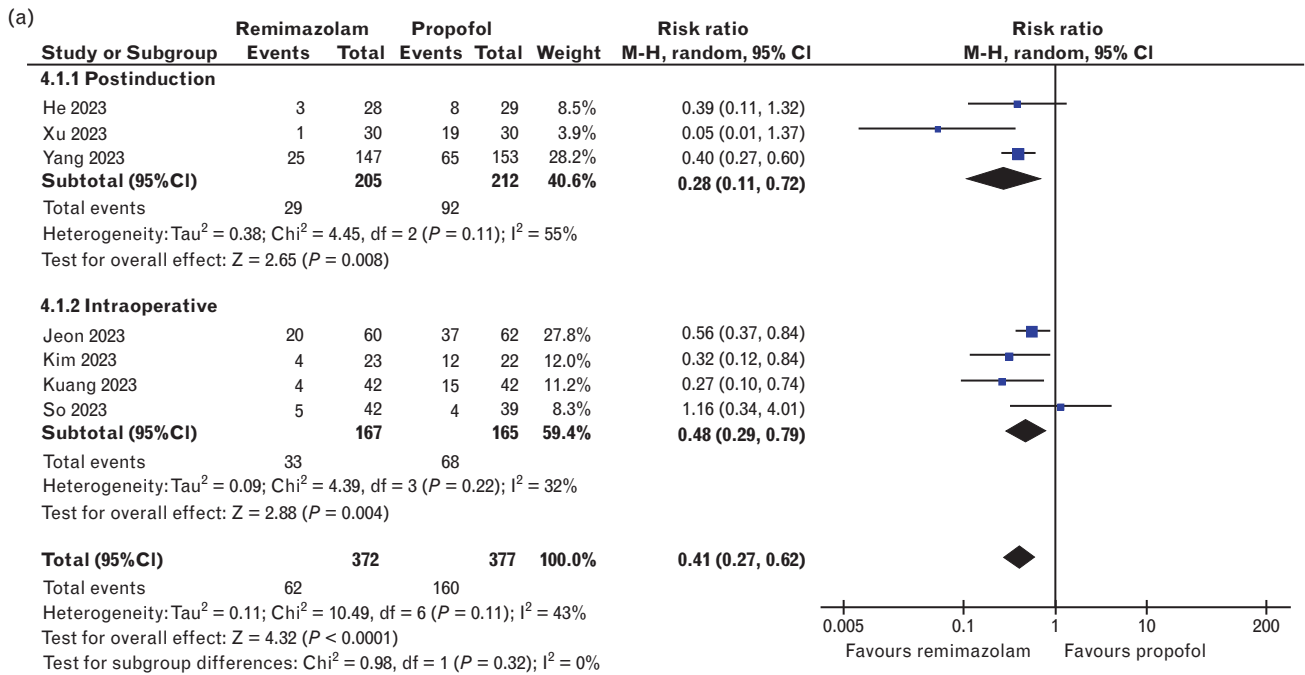 (a)
Remimazolam Propofol Risk ratio Risk ratio
Study or Subgroup Events Total Events Total Weight M-H, random, 95% CI M-H, random, 95% CI
4.1.1 Postinduction
He 2023 3 28 8 29 8.5% 0.39 (0.11, 1.32)
Xu 2023 1 30 19 30 3.9% 0.05 (0.01, 1.37)
Yang 2023 25 147 65 153 28.2% 0.40 (0.27, 0.60)
Subtotal (95%CI) 205 212 40.6% 0.28 (0.11, 0.72)
Total events 29 92
Heterogeneity: Tau² = 0.38; Chi² = 4.45, df = 2 (P = 0.11); I² = 55%
Test for overall effect: Z = 2.65 (P = 0.008)
4.1.2 Intraoperative
Jeon 2023 20 60 37 62 27.8% 0.56 (0.37, 0.84)
Kim 2023 4 23 12 22 12.0% 0.32 (0.12, 0.84)
Kuang 2023 4 42 15 42 11.2% 0.27 (0.10, 0.74)
So 2023 5 42 4 39 8.3% 1.16 (0.34, 4.01)
Subtotal (95%CI) 167 165 59.4% 0.48 (0.29, 0.79)
Total events 33 68
Heterogeneity: Tau² = 0.09; Chi² = 4.39, df = 3 (P = 0.22); I² = 32%
Test for overall effect: Z = 2.88 (P = 0.004)
Total (95%CI) 372 377 100.0% 0.41 (0.27, 0.62)
Total events 62 160
Heterogeneity: Tau² = 0.11; Chi² = 10.49, df = 6 (P = 0.11); I² = 43%
Test for overall effect: Z = 4.32 (P < 0.0001)
Test for subgroup differences: Chi² = 0.98, df = 1 (P = 0.32); I² = 0%
0.005 0.1 1 10 200
Favours remimazolam Favours propofol